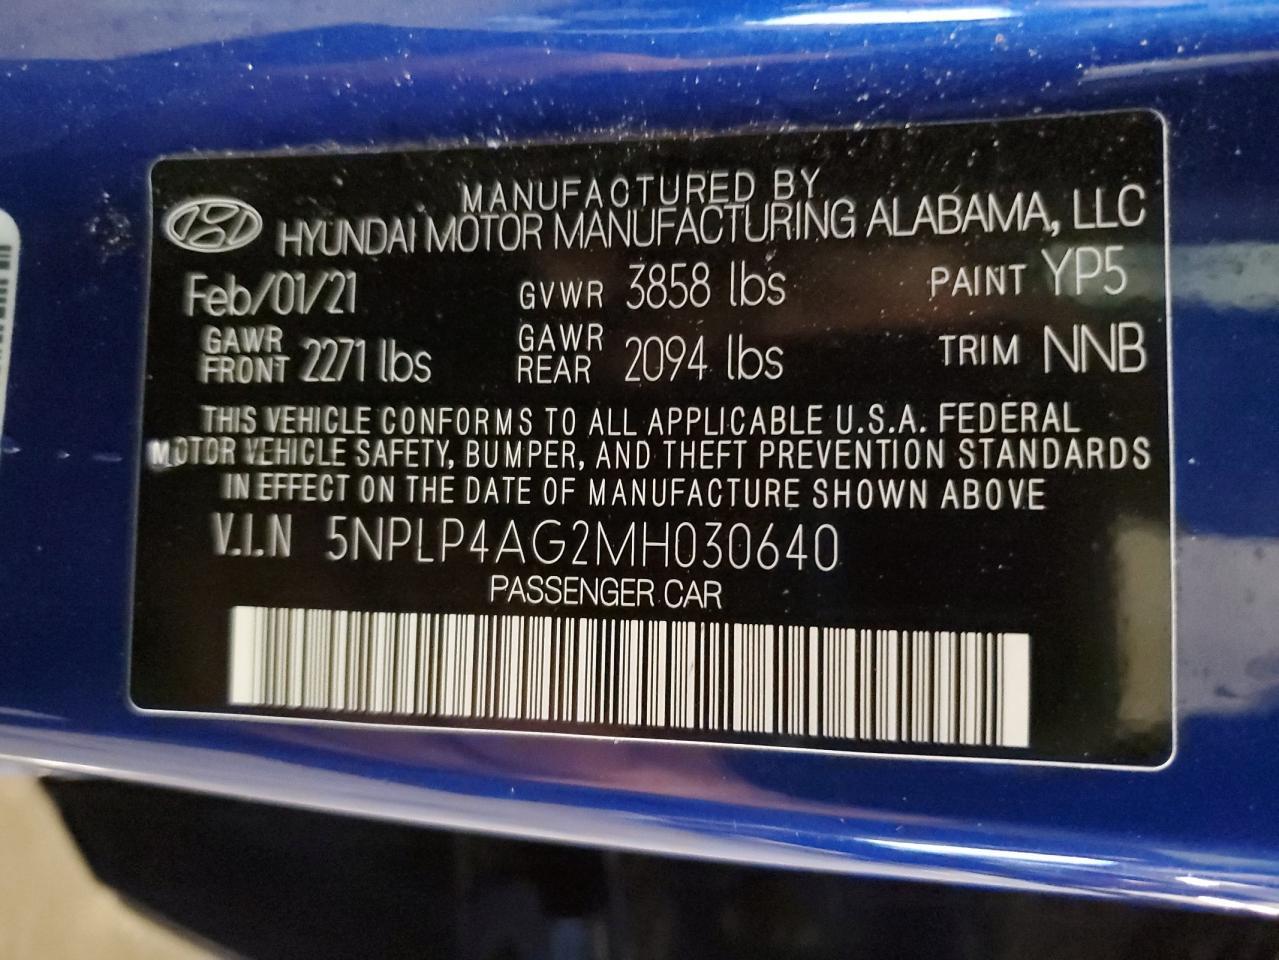 MANUFACTURED BY
HYUNDAI MOTOR MANUFACTURING ALABAMA, LLC
Feb/01/21 GVWR 3858 lbs PAINT YP5
GAWR FRONT 2271 lbs GAWR REAR 2094 lbs TRIM NNB
THIS VEHICLE CONFORMS TO ALL APPLICABLE U.S.A. FEDERAL
MOTOR VEHICLE SAFETY, BUMPER, AND THEFT PREVENTION STANDARDS
IN EFFECT ON THE DATE OF MANUFACTURE SHOWN ABOVE
V.I.N 5NPLP4AG2MH030640
PASSENGER CAR